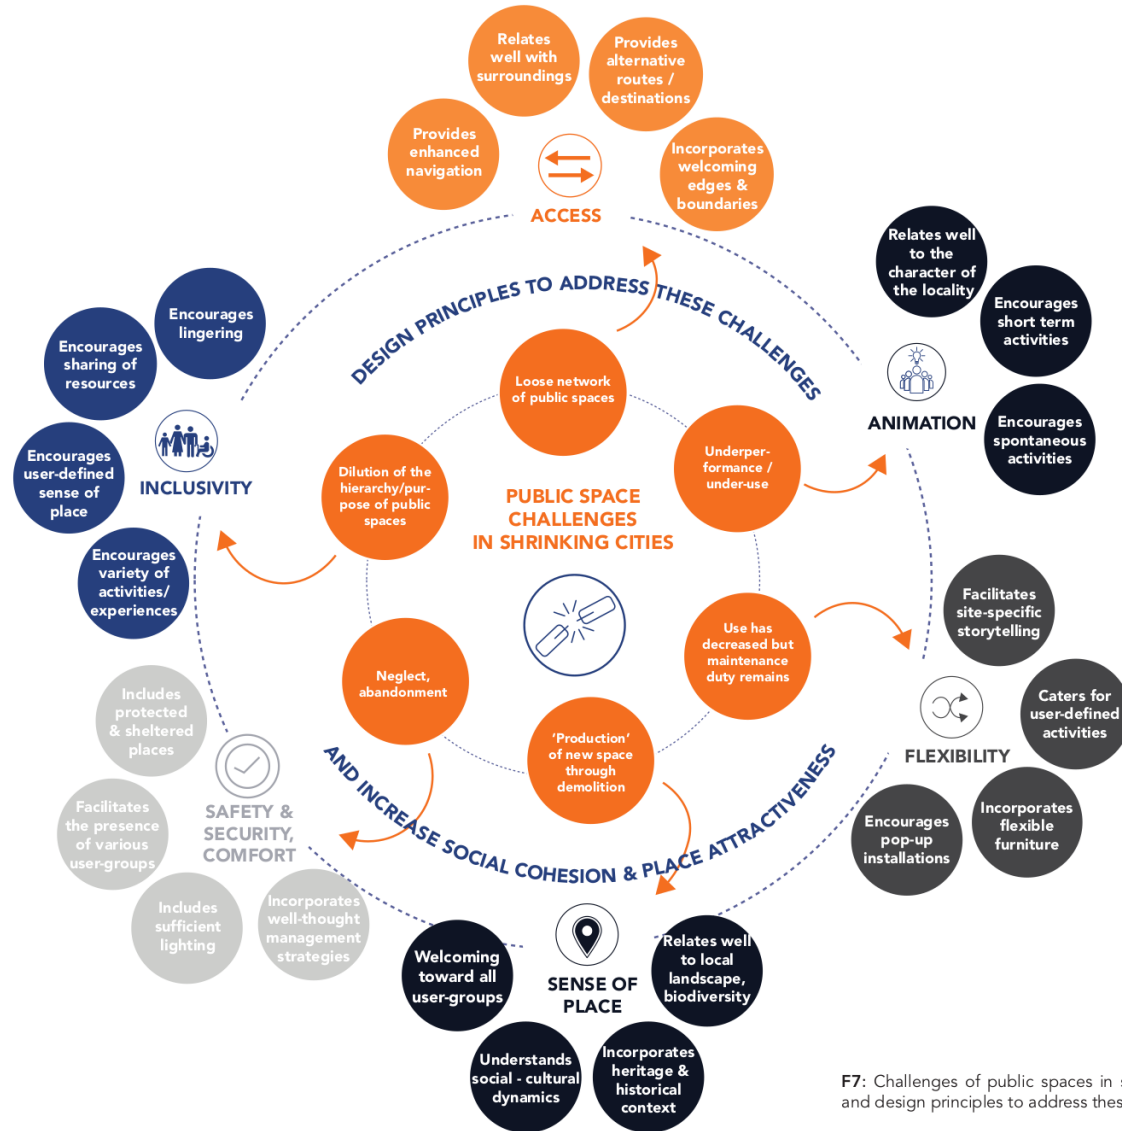 Relates
well with
surroundings
Provides
alternative
routes /
destinations
Provides
enhanced
navigation
Incorporates
welcoming
edges &
boundaries
ACCESS
Relates well
to the
character of
the locality
Encourages
short term
activities
Encourages
spontaneous
activities
ANIMATION
DESIGN PRINCIPLES TO ADDRESS THESE CHALLENGES
Encourages
lingering
Encourages
sharing of
resources
Encourages
user-defined
sense of
place
Encourages
variety of
activities/
experiences
INCLUSIVITY
Loose network
of public spaces
Underper-
formance /
under-use
Dilution of the
hierarchy/pur-
pose of public
spaces
PUBLIC SPACE
CHALLENGES
IN SHRINKING CITIES
Use has
decreased but
maintenance
duty remains
Neglect,
abandonment
'Production'
of new space
through
demolition
Facilitates
site-specific
storytelling
Caters for
user-defined
activities
Incorporates
flexible
furniture
Encourages
pop-up
installations
FLEXIBILITY
Includes
protected
& sheltered
places
Facilitates
the presence
of various
user-groups
Includes
sufficient
lighting
Incorporates
well-thought
management
strategies
SAFETY &
SECURITY,
COMFORT
AND INCREASE SOCIAL COHESION & PLACE ATTRACTIVENESS
SENSE OF
PLACE
Welcoming
toward all
user-groups
Relates well
to local
landscape,
biodiversity
Understands
social - cultural
dynamics
Incorporates
heritage &
historical
context
F7: Challenges of public spaces in
and design principles to address